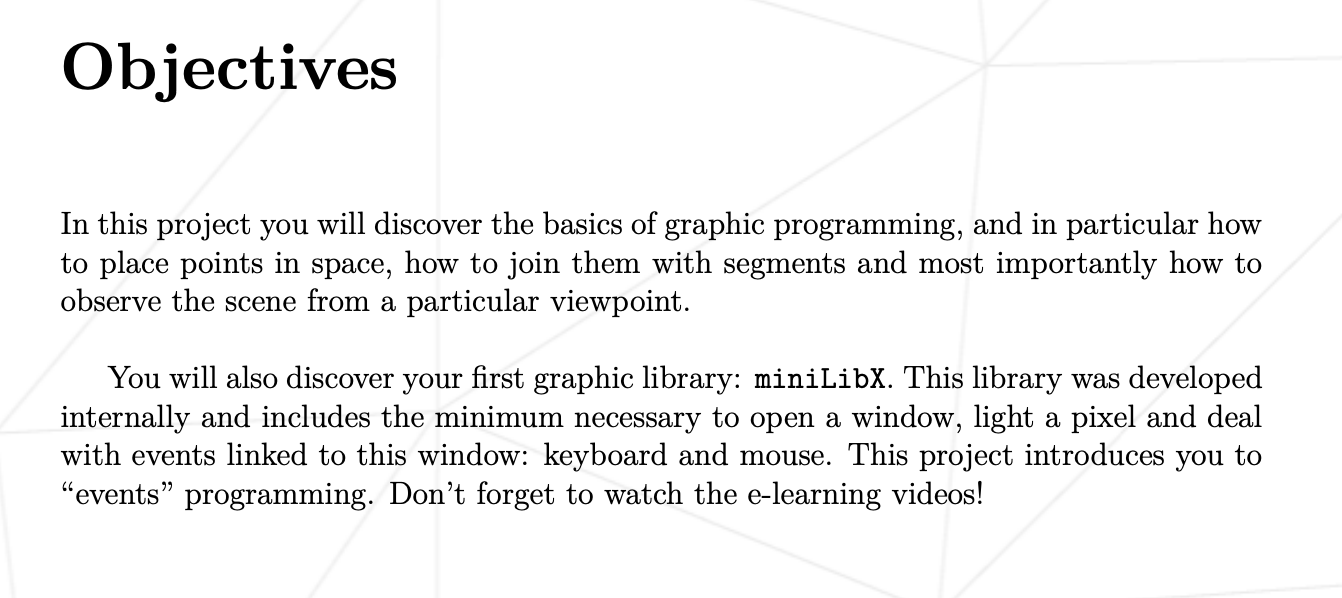 Objectives
In this project you will discover the basics of graphic programming, and in particular how
to place points in space, how to join them with segments and most importantly how to
observe the scene from a particular viewpoint.
You will also discover your first graphic library: miniLibX. This library was developed
internally and includes the minimum necessary to open a window, light a pixel and deal
with events linked to this window: keyboard and mouse. This project introduces you to
“events” programming. Don’t forget to watch the e-learning videos!